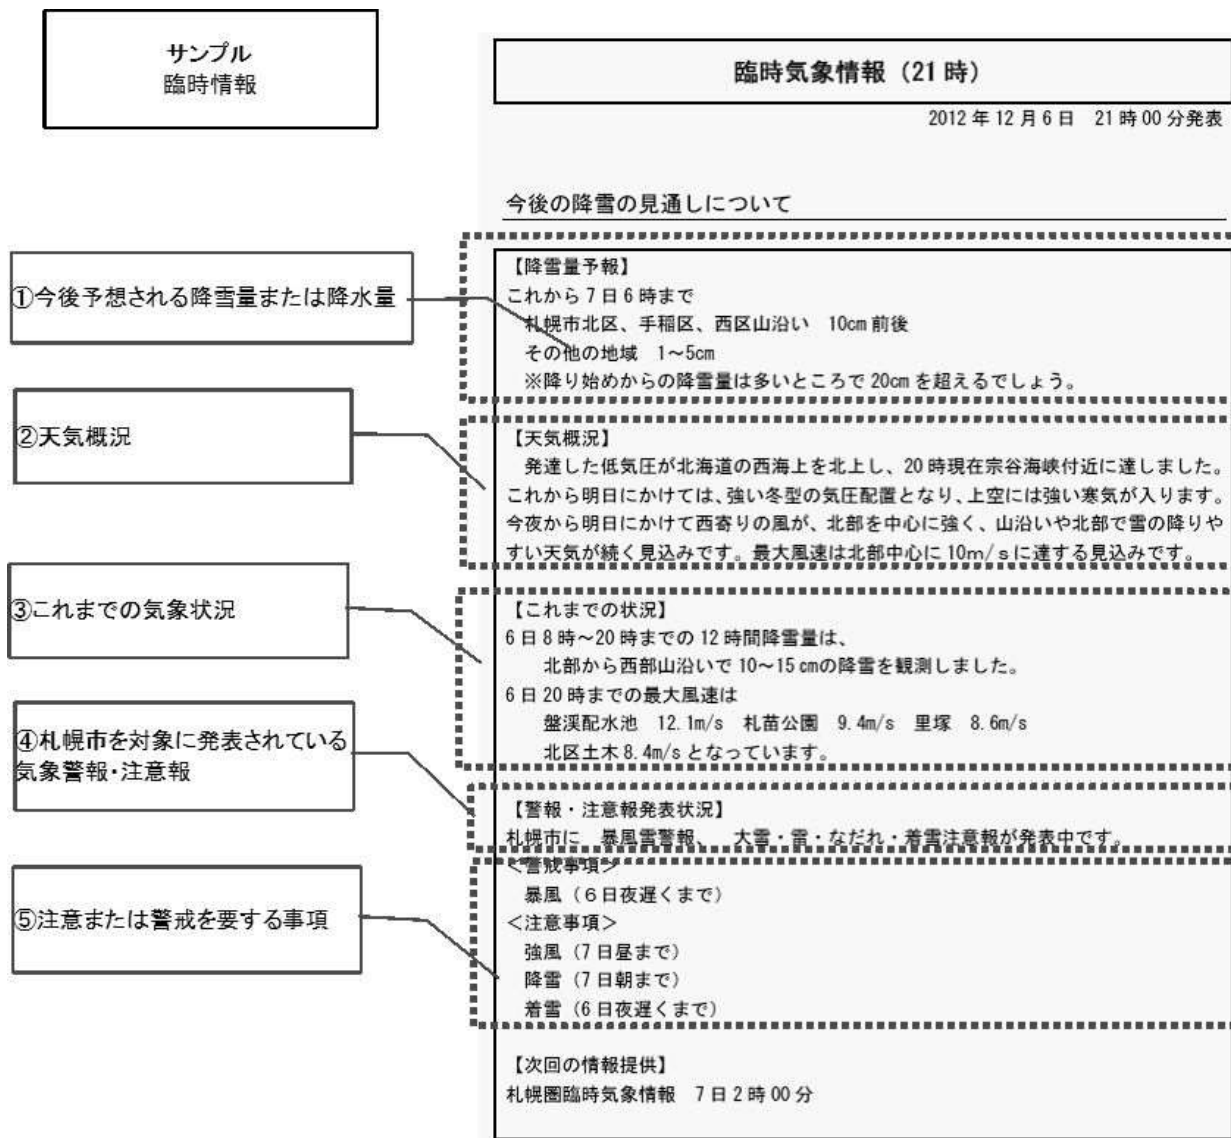 サンプル
臨時情報
臨時気象情報（21時）
2012年12月6日　21時00分発表
今後の降雪の見通しについて
①今後予想される降雪量または降水量
【降雪量予報】
これから7日6時まで
札幌市北区、手稲区、西区山沿い　10cm前後
その他の地域　1～5cm
※降り始めからの降雪量は多いところで20cmを超えるでしょう。
②天気概況
【天気概況】
発達した低気圧が北海道の西海上を北上し、20時現在宗谷海峡付近に達しました。
これから明日にかけては、強い冬型の気圧配置となり、上空には強い寒気が入ります。
今夜から明日にかけて西寄りの風が、北部を中心に強く、山沿いや北部で雪の降りや
すい天気が続く見込みです。最大風速は北部中心に10m/sに達する見込みです。
③これまでの気象状況
【これまでの状況】
6日8時～20時までの12時間降雪量は、
北部から西部山沿いで10～15cmの降雪を観測しました。
6日20時までの最大風速は
盤渓配水池　12.1m/s　札苗公園　9.4m/s　里塚　8.6m/s
北区土木8.4m/sとなっています。
④札幌市を対象に発表されている
気象警報・注意報
【警報・注意報発表状況】
札幌市に　暴風雪警報、　大雪・雷・なだれ・着雪注意報が発表中です。
⑤注意または警戒を要する事項
＜警戒事項＞
暴風（6日夜遅くまで）
＜注意事項＞
強風（7日昼まで）
降雪（7日朝まで）
着雪（6日夜遅くまで）
【次回の情報提供】
札幌圏臨時気象情報　7日2時00分